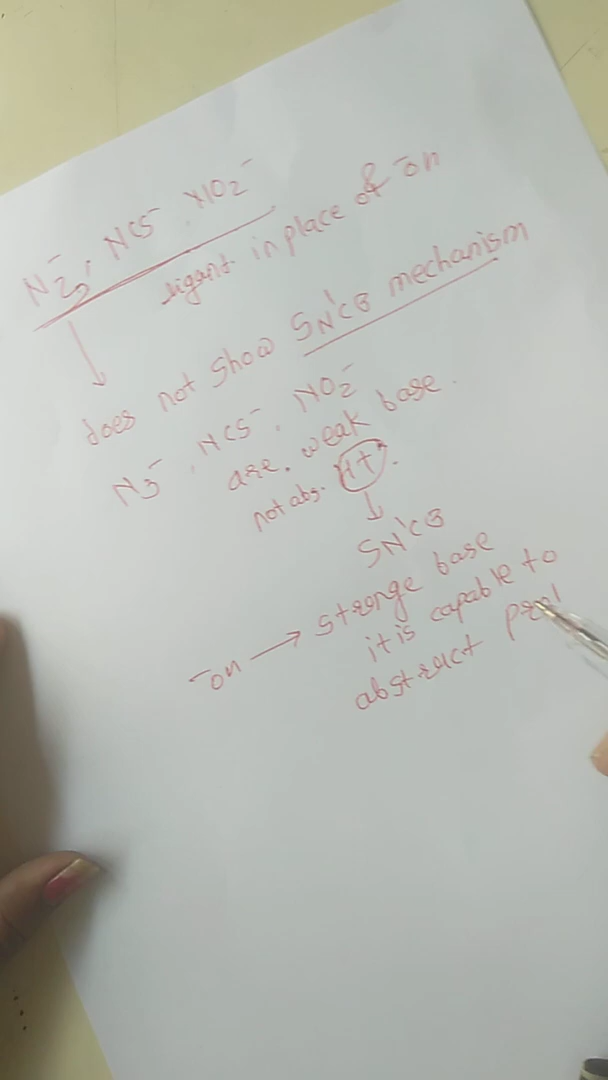 N3⁻, NCS⁻, NO2⁻
ligant. in place of ⁻OH
does not show SN¹CB mechanism
N3⁻, NCS⁻, NO2⁻
are. weak base.
not abs. H⁺.
↓
SN¹CB
⁻OH → stronge base
it is capable to
abstruct